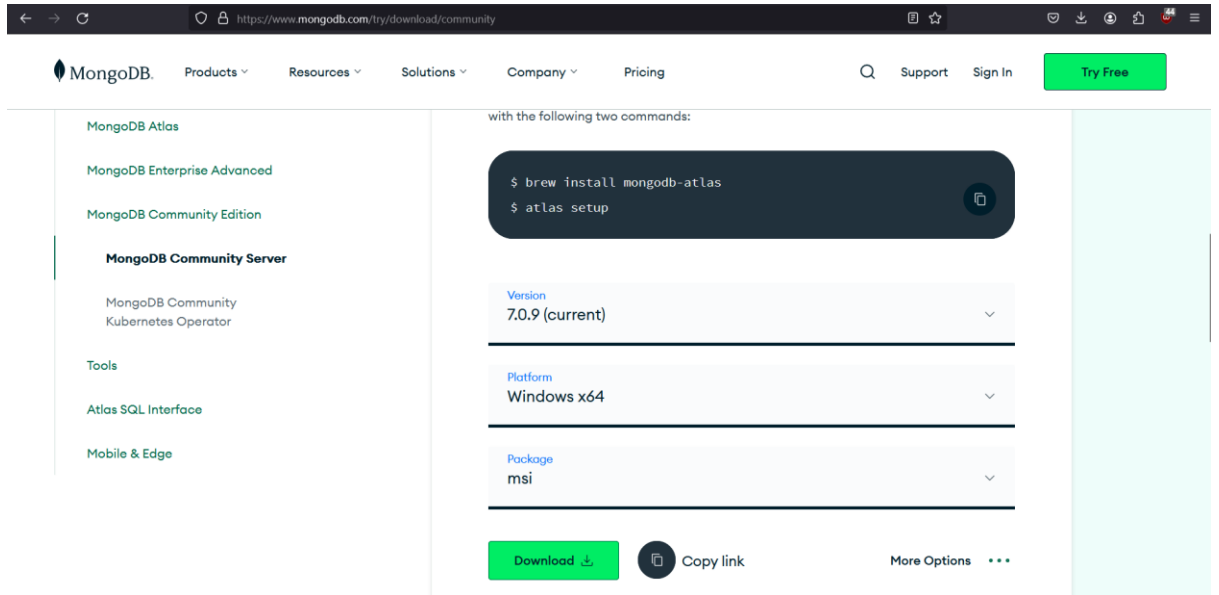 https://www.mongodb.com/try/download/community
44
MongoDB.
Products
Resources
Solutions
Company
Pricing
Support
Sign In
Try Free
MongoDB Atlas
MongoDB Enterprise Advanced
MongoDB Community Edition
MongoDB Community Server
MongoDB Community
Kubernetes Operator
Tools
Atlas SQL Interface
Mobile & Edge
with the following two commands:
$ brew install mongodb-atlas
$ atlas setup
Version
7.0.9 (current)
Platform
Windows x64
Package
msi
Download
Copy link
More Options